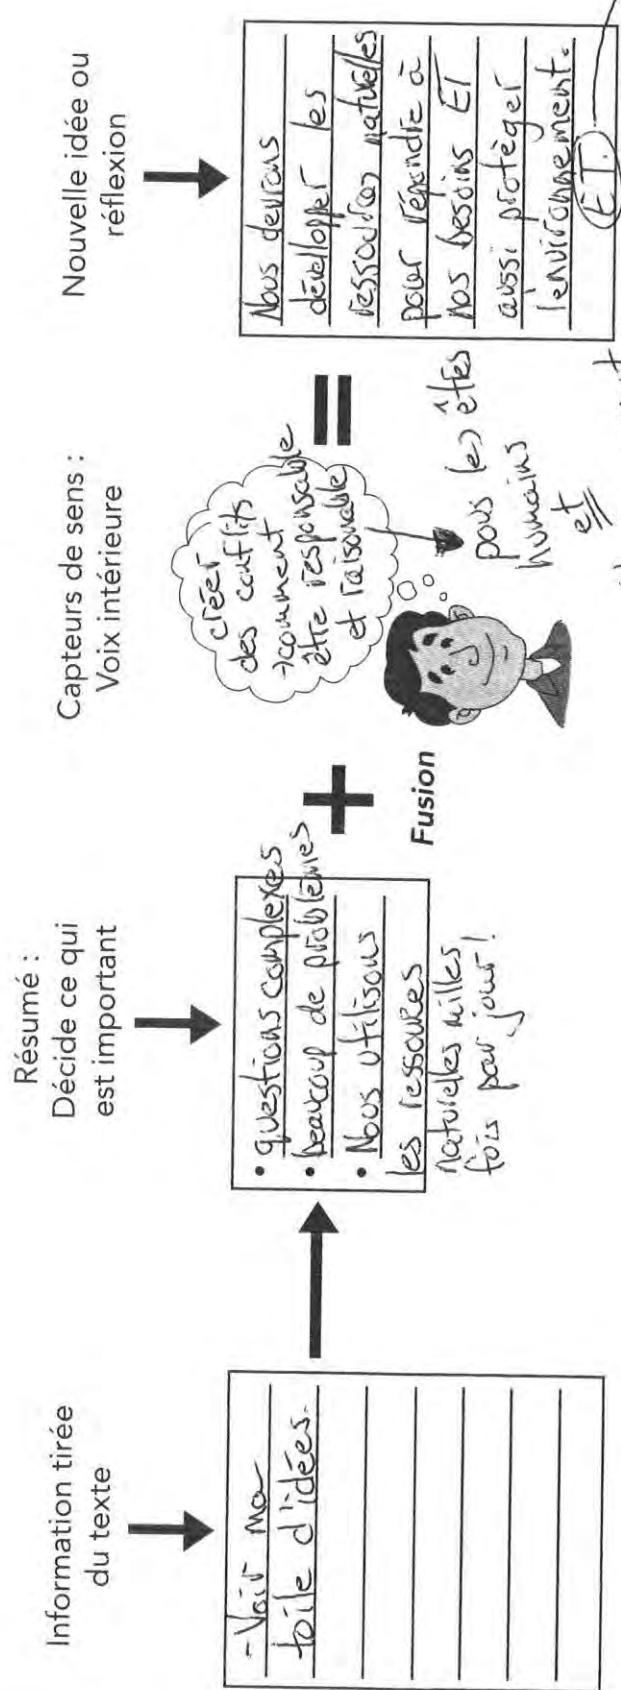 Information tirée
du texte
- Voir ma
toile d'idées.
Résumé :
Décide ce qui
est important
• questions complexes
• beaucoup de problèmes
• Nous utilisons
les ressources
naturelles milles
fois par jour!
Fusion
Capteurs de sens :
Voix intérieure
créer
des conflits
→comment
être responsable
et raisonable
pour les êtres
humains
et
Nouvelle idée ou
réflexion
Nous devrons
développer les
ressources naturelles
pour répondre à
nos besoins ET
aussi protéger
l'environnement.
ET.